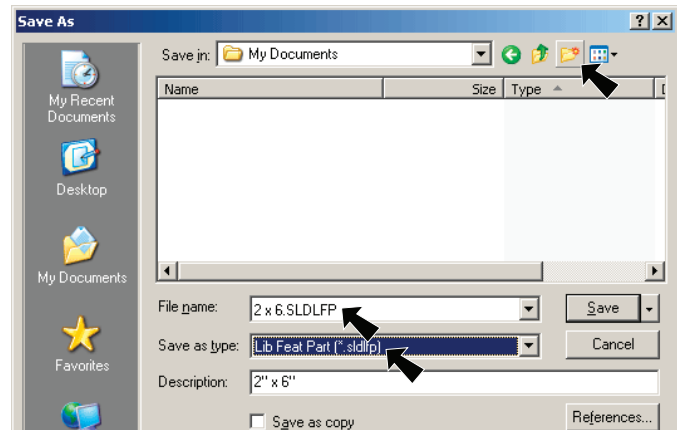 Save As
Save in: My Documents
Name Size Type
My Recent
Documents
Desktop
My Documents
Favorites
File name: 2 x 6.SLDLFP Save
Save as type: Lib Feat Part (*.sldlfp) Cancel
Description: 2" x 6"
Save as copy References...